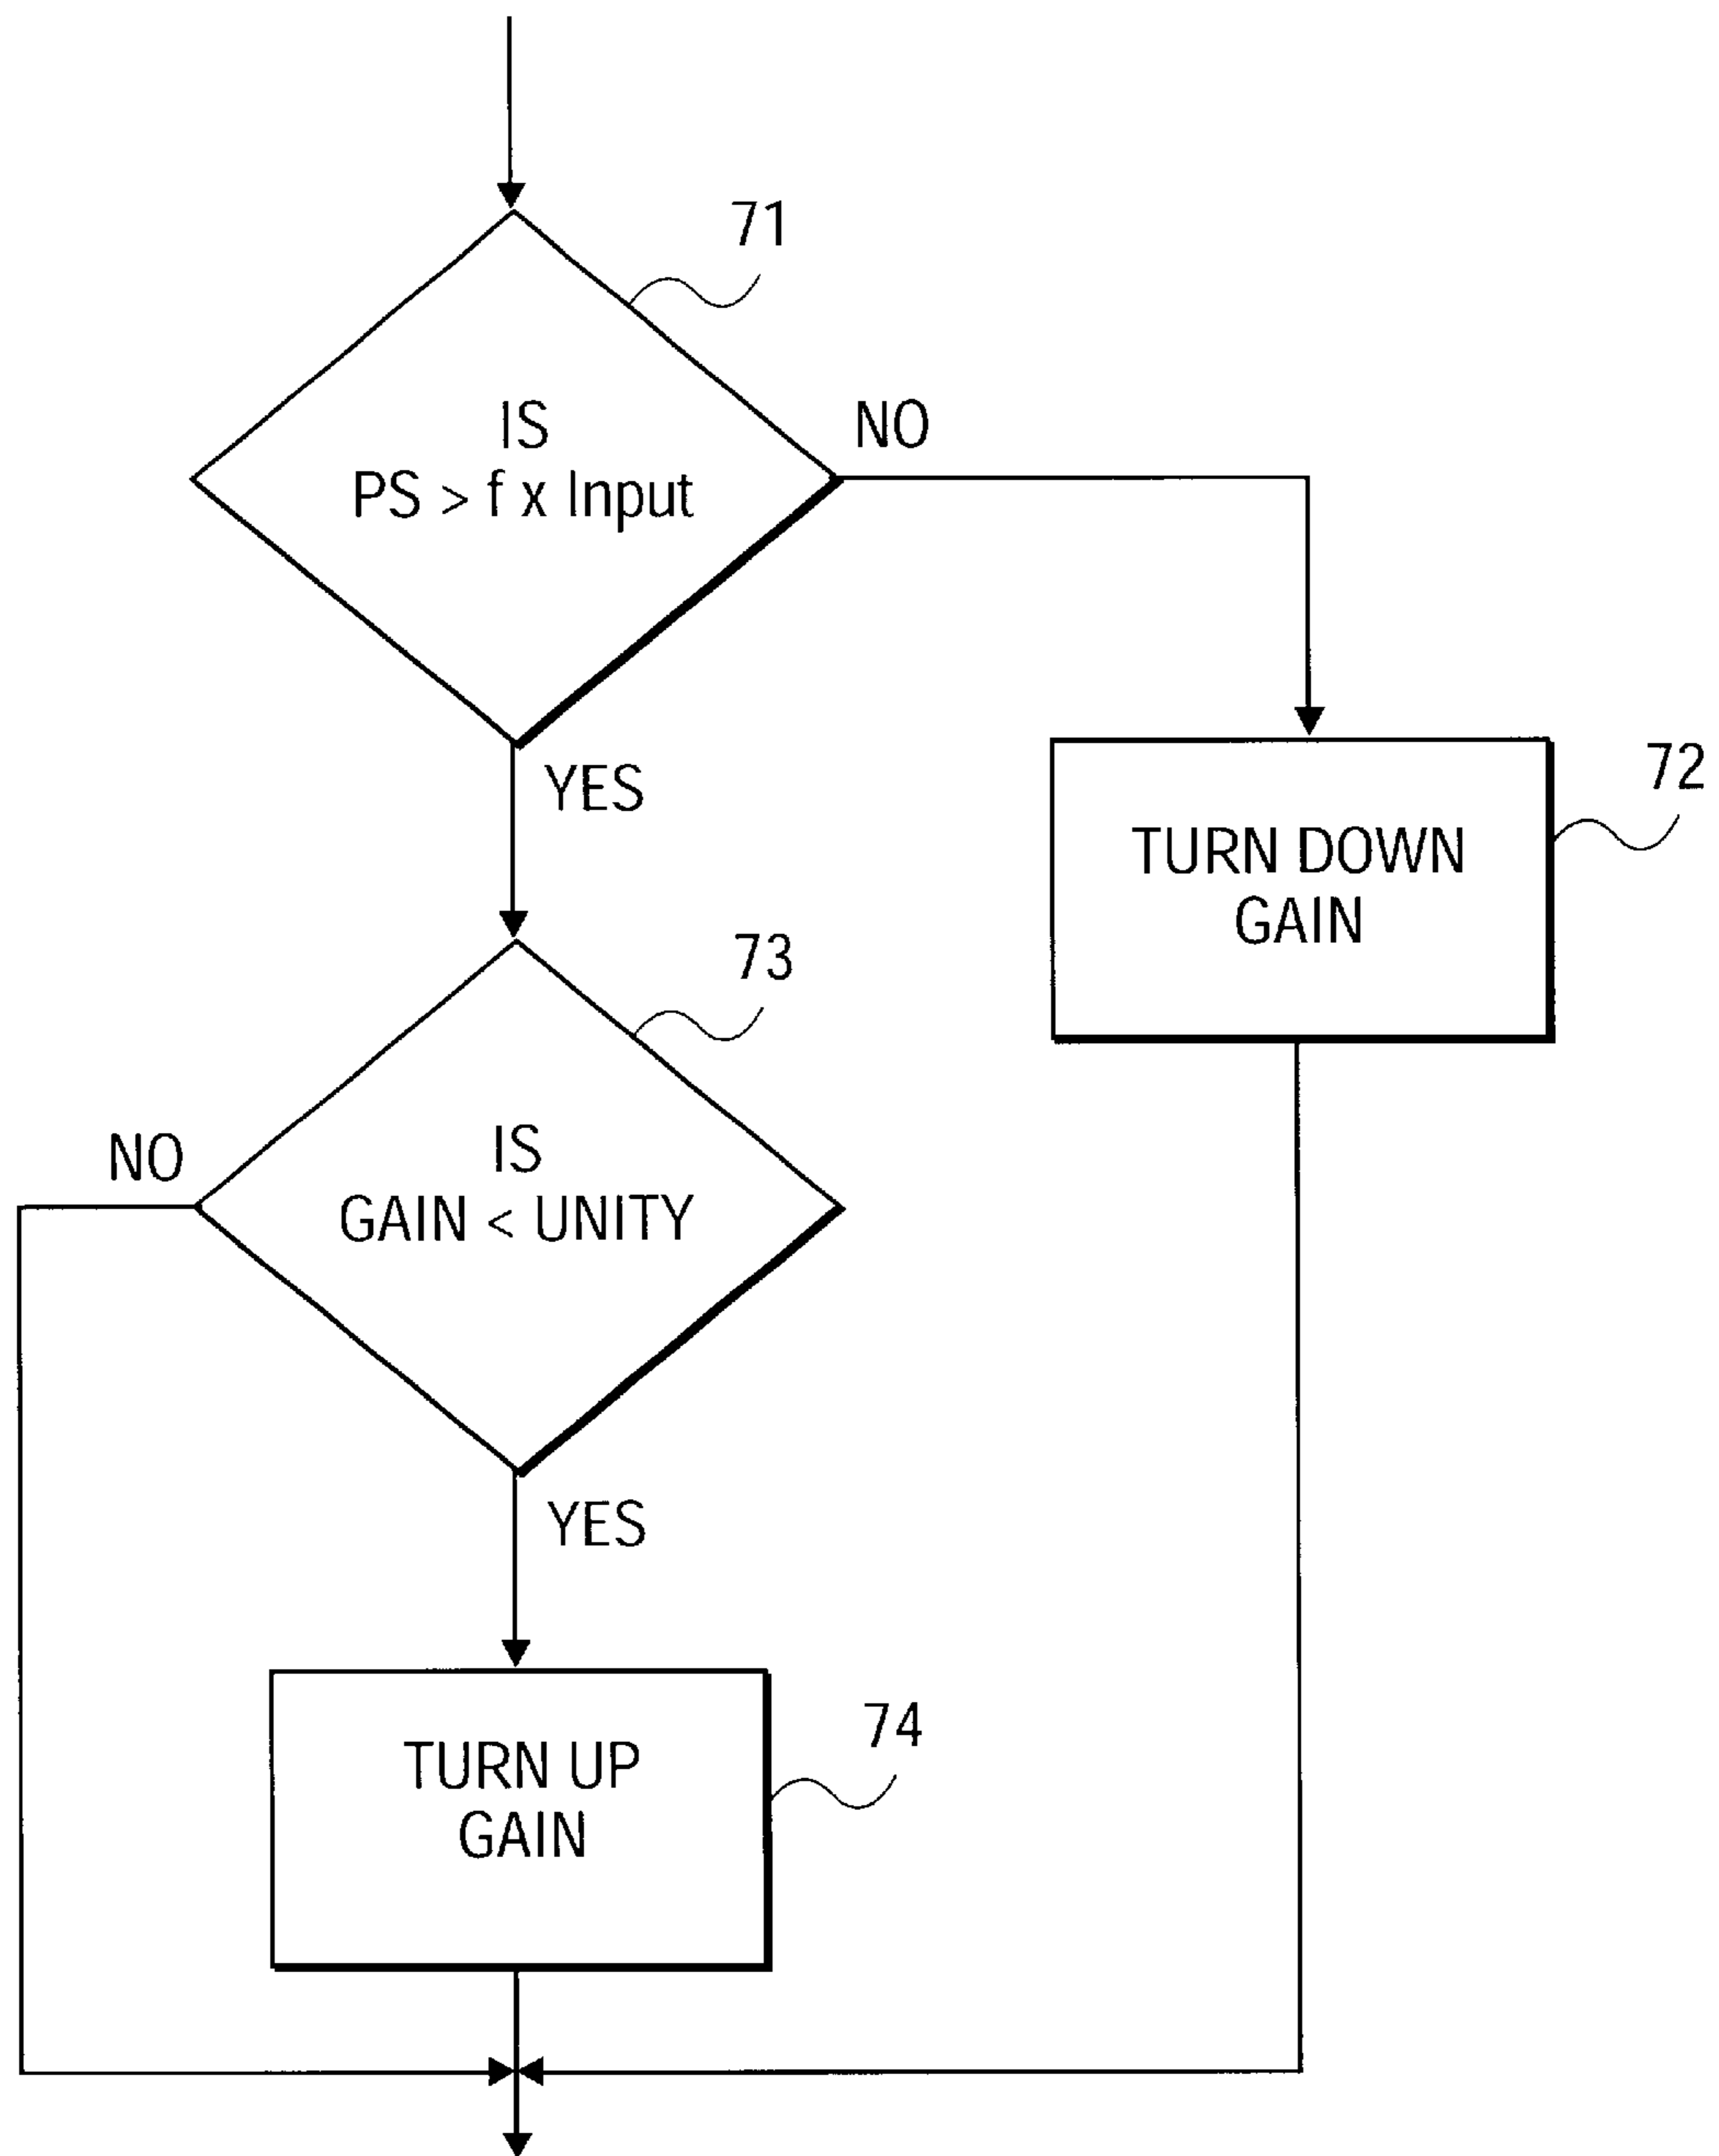 71
IS
PS > f x Input
NO
YES
72
TURN DOWN
GAIN
73
NO
IS
GAIN < UNITY
YES
74
TURN UP
GAIN